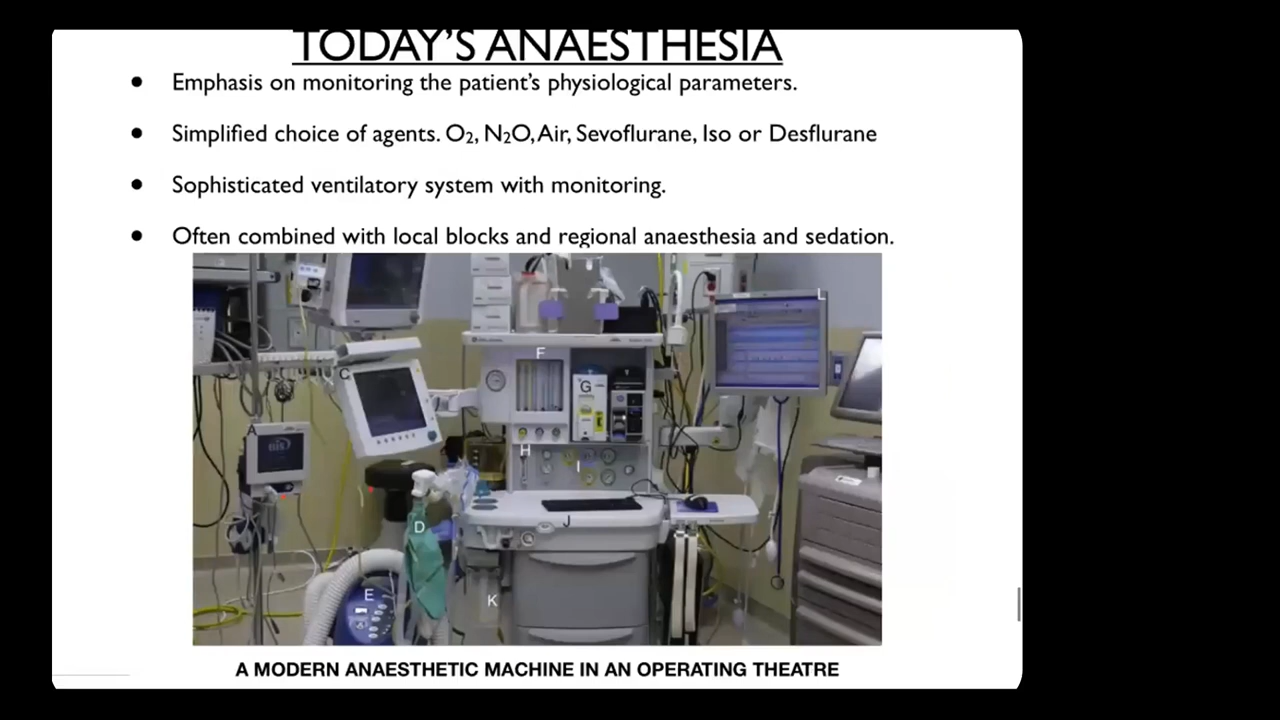 TODAY'S ANAESTHESIA
• Emphasis on monitoring the patient's physiological parameters.
• Simplified choice of agents. O₂, N₂O, Air, Sevoflurane, Iso or Desflurane
• Sophisticated ventilatory system with monitoring.
• Often combined with local blocks and regional anaesthesia and sedation.
L
F
C
G
A
BIS
H
I
J
D
E
K
A MODERN ANAESTHETIC MACHINE IN AN OPERATING THEATRE